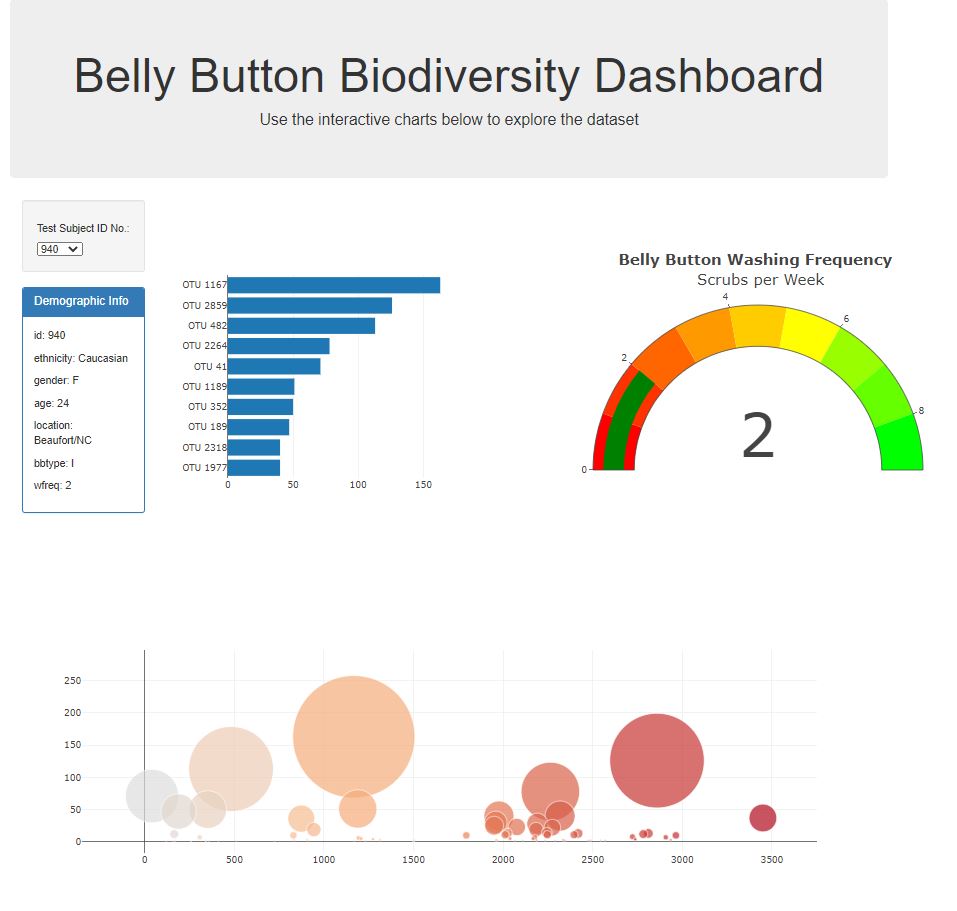 Belly Button Biodiversity Dashboard
Use the interactive charts below to explore the dataset
Test Subject ID No.:
940
Demographic Info
id: 940
ethnicity: Caucasian
gender: F
age: 24
location:
Beaufort/NC
bbtype: I
wfreq: 2
OTU 1167
OTU 2859
OTU 482
OTU 2264
OTU 41
OTU 1189
OTU 352
OTU 189
OTU 2318
OTU 1977
0 50 100 150
Belly Button Washing Frequency
Scrubs per Week
0
2
4
6
8
2
250
200
150
100
50
0
0 500 1000 1500 2000 2500 3000 3500